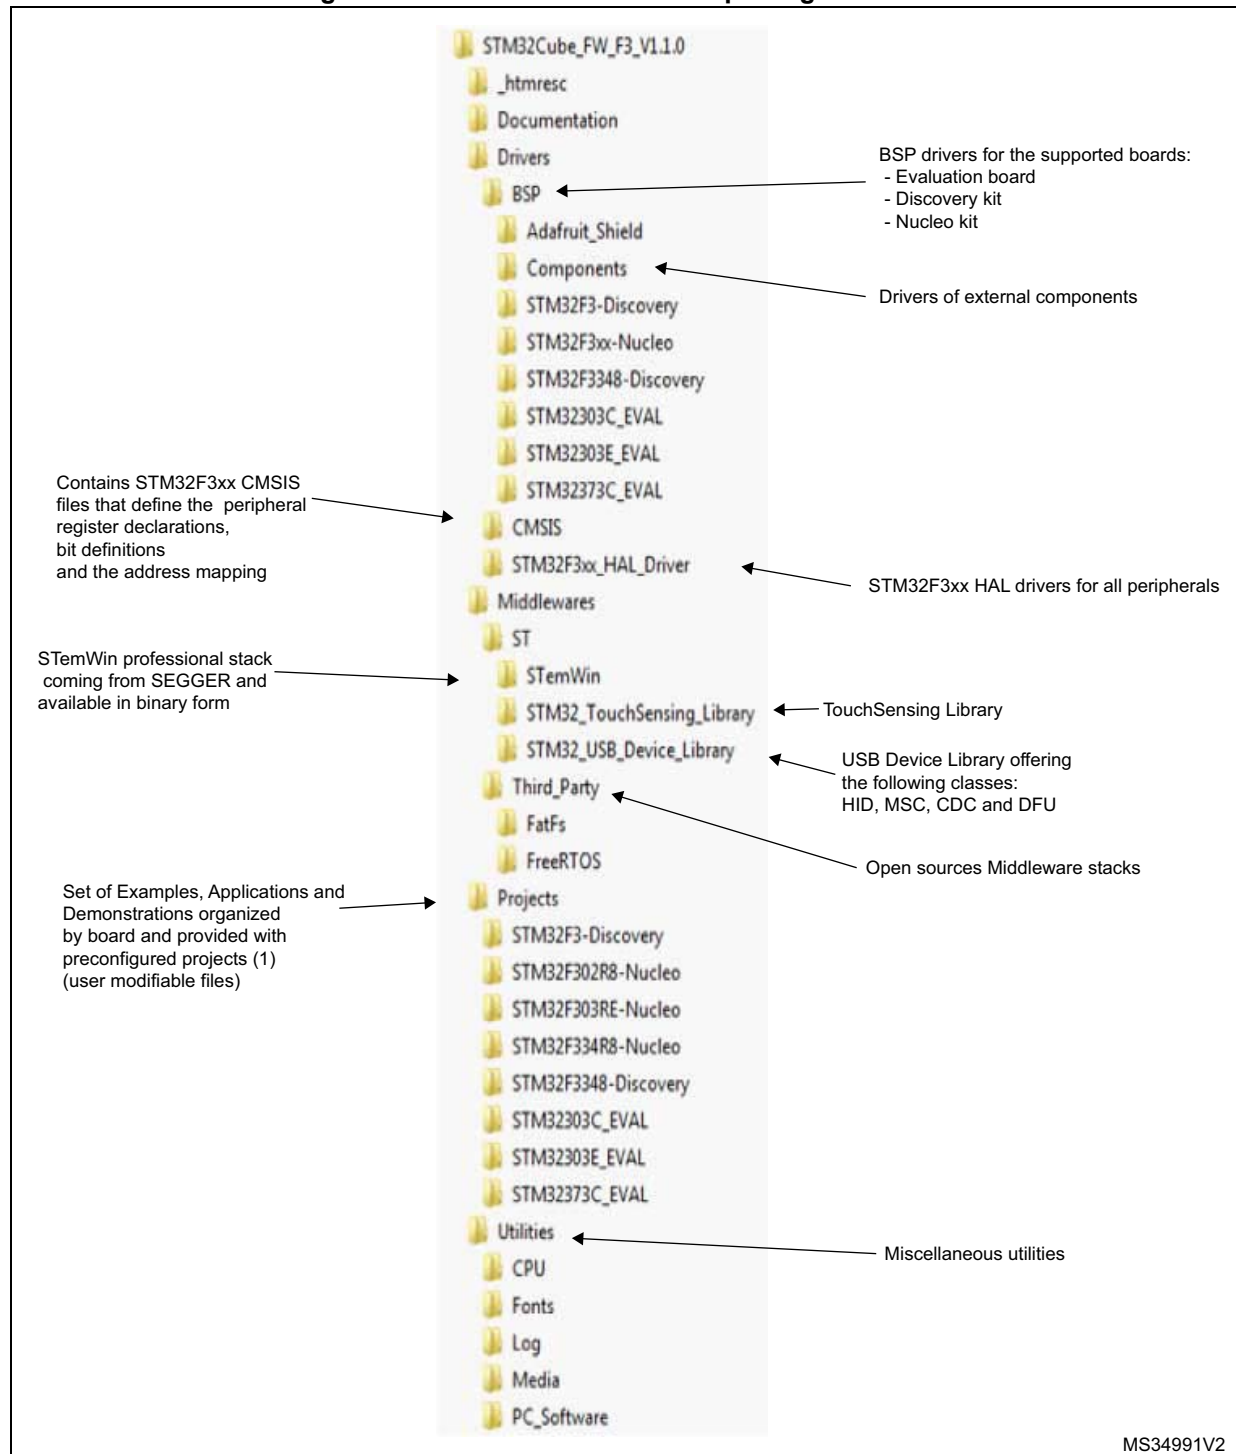 STM32Cube_FW_F3_V1.1.0
_htmresc
Documentation
Drivers
BSP
Adafruit_Shield
Components
STM32F3-Discovery
STM32F3xx-Nucleo
STM32F3348-Discovery
STM32303C_EVAL
STM32303E_EVAL
STM32373C_EVAL
CMSIS
STM32F3xx_HAL_Driver
Middlewares
ST
STemWin
STM32_TouchSensing_Library
STM32_USB_Device_Library
Third_Party
FatFs
FreeRTOS
Projects
STM32F3-Discovery
STM32F302R8-Nucleo
STM32F303RE-Nucleo
STM32F334R8-Nucleo
STM32F3348-Discovery
STM32303C_EVAL
STM32303E_EVAL
STM32373C_EVAL
Utilities
CPU
Fonts
Log
Media
PC_Software
BSP drivers for the supported boards:
- Evaluation board
- Discovery kit
- Nucleo kit
Drivers of external components
Contains STM32F3xx CMSIS
files that define the peripheral
register declarations,
bit definitions
and the address mapping
STM32F3xx HAL drivers for all peripherals
STemWin professional stack
coming from SEGGER and
available in binary form
TouchSensing Library
USB Device Library offering
the following classes:
HID, MSC, CDC and DFU
Open sources Middleware stacks
Set of Examples, Applications and
Demonstrations organized
by board and provided with
preconfigured projects (1)
(user modifiable files)
Miscellaneous utilities
MS34991V2